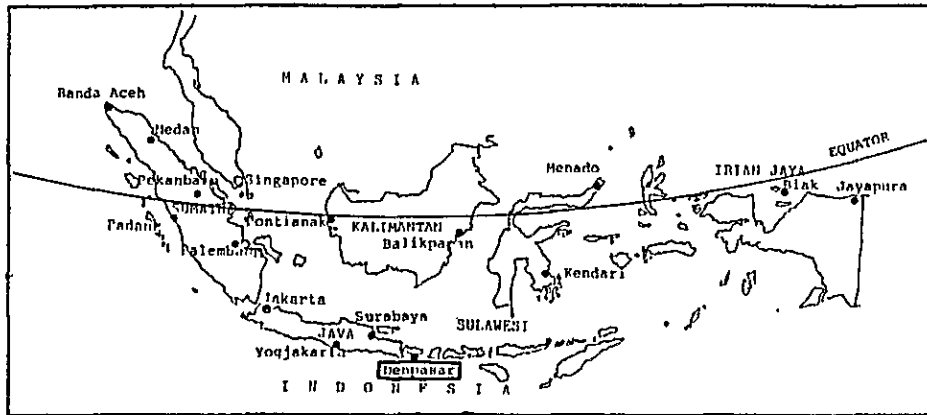 MALAYSIA
Banda Aceh
Medan
EQUATOR
Menado
IRIAN JAYA
Pekanbaru
Singapore
Biak
Jayapura
Pontianak
Padang
KALIMANTAN
Balikpapan
Palembang
Kendari
Jakarta
Surabaya
SULAWESI
JAVA
Yogjakarta
Denpasar
INDONESIA